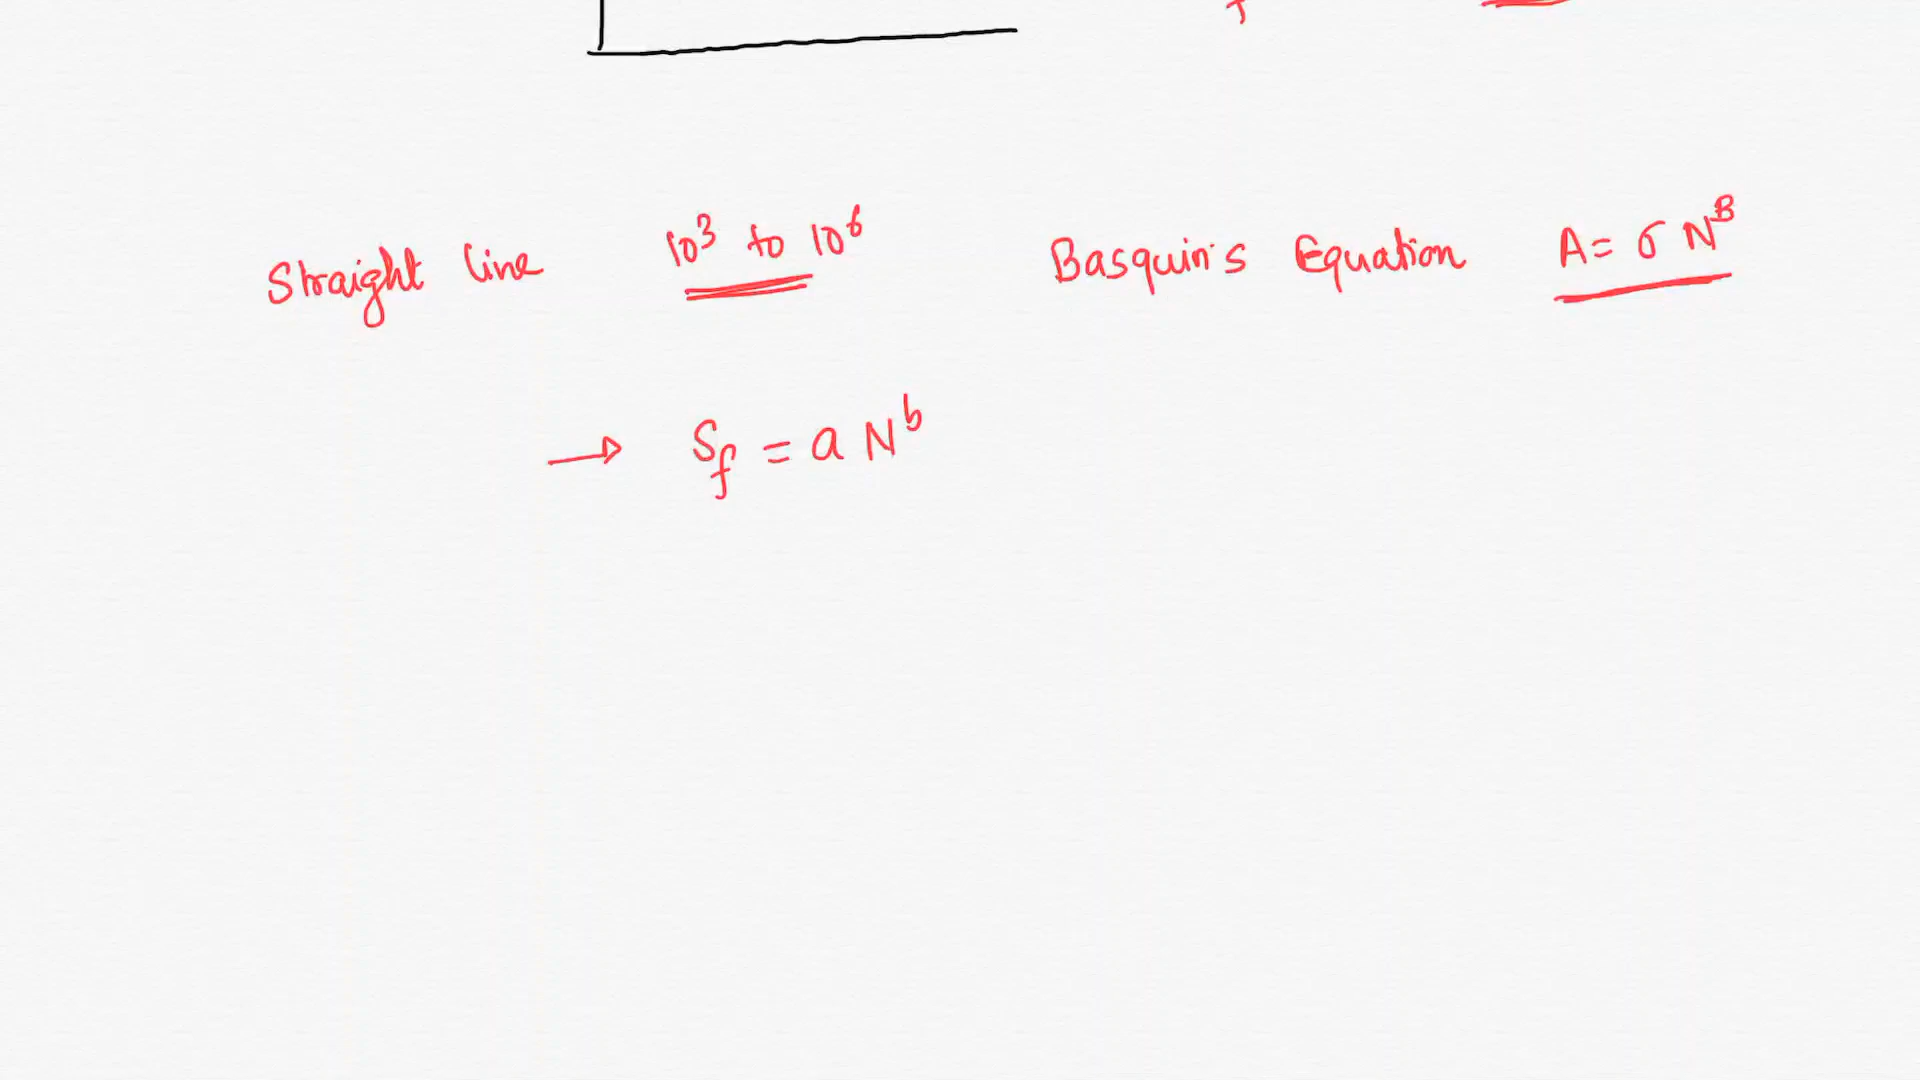 Straight line 10³ to 10⁶ Basquin's Equation A = σ N^B
→ S_f = a N^b